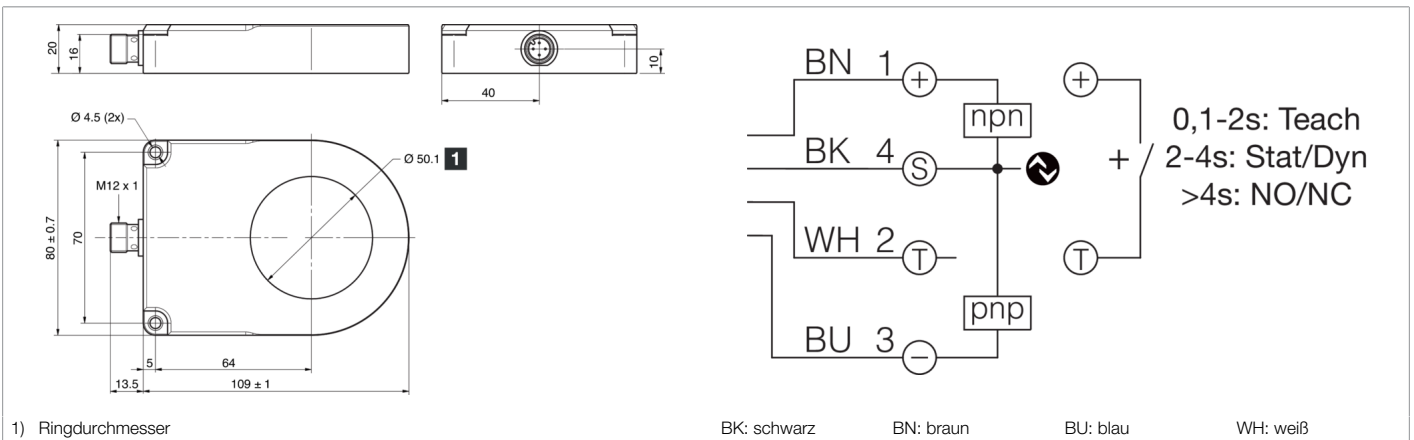 20
16
40
10
Ø 4.5 (2x)
Ø 50.1 1
M12 x 1
80 ± 0.7
70
5
64
13.5
109 ± 1
BN 1 +
npn
+
0,1-2s: Teach
BK 4 S
+ 2-4s: Stat/Dyn
>4s: NO/NC
WH 2 T
T
pnp
BU 3 −
1) Ringdurchmesser
BK: schwarz BN: braun BU: blau WH: weiß